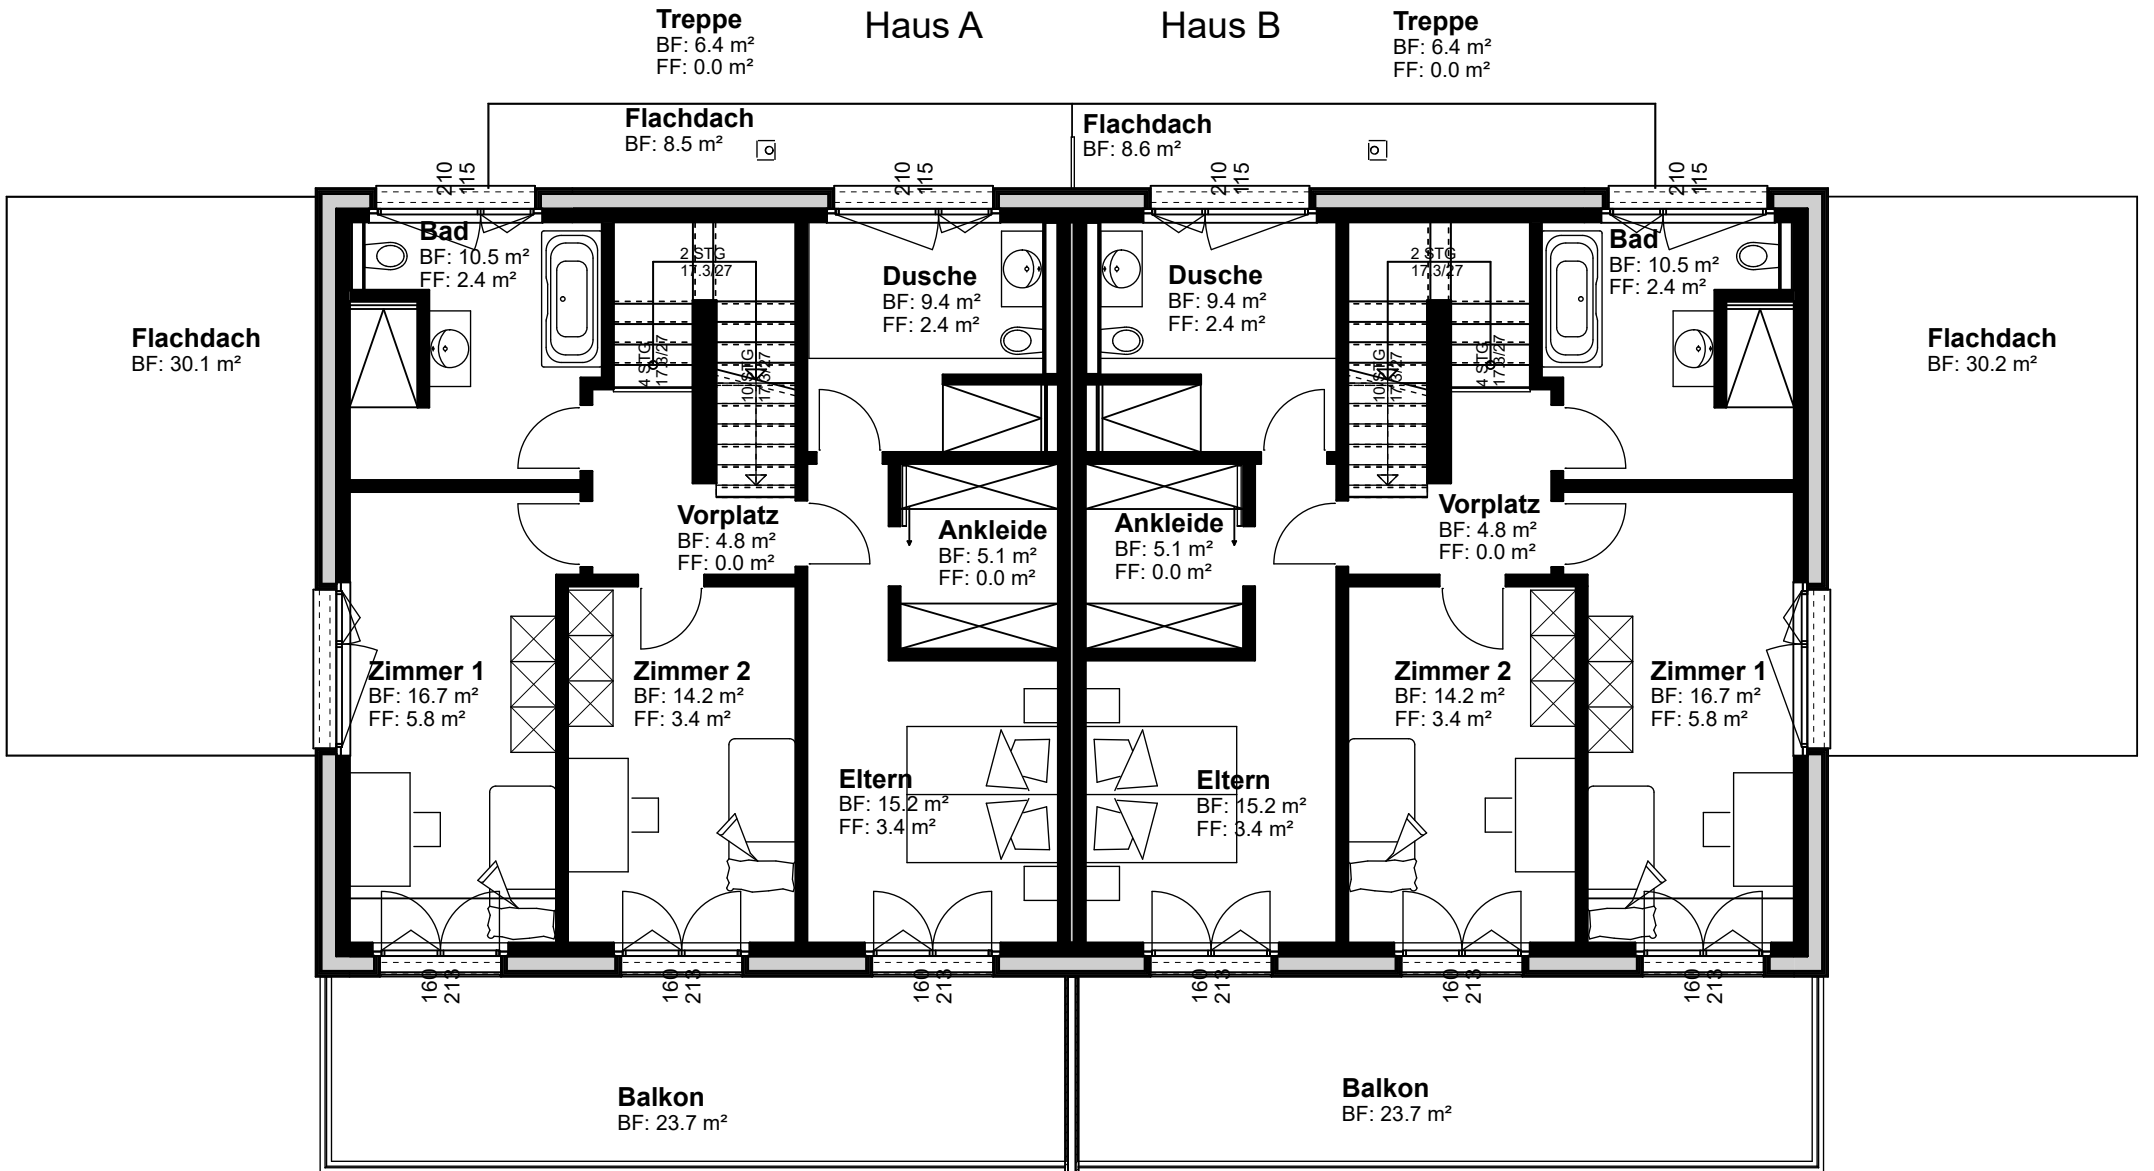 Treppe
BF: 6.4 m²
FF: 0.0 m²
Haus A
Haus B
Treppe
BF: 6.4 m²
FF: 0.0 m²
Flachdach
BF: 8.5 m²
Flachdach
BF: 8.6 m²
210
115
210
115
210
115
210
115
Bad
BF: 10.5 m²
FF: 2.4 m²
2 STG
17.3/27
4 STG
17.3/27
10 STG
17.3/27
Dusche
BF: 9.4 m²
FF: 2.4 m²
Dusche
BF: 9.4 m²
FF: 2.4 m²
2 STG
17.3/27
10 STG
17.3/27
4 STG
17.3/27
Bad
BF: 10.5 m²
FF: 2.4 m²
Flachdach
BF: 30.1 m²
Flachdach
BF: 30.2 m²
Vorplatz
BF: 4.8 m²
FF: 0.0 m²
Ankleide
BF: 5.1 m²
FF: 0.0 m²
Ankleide
BF: 5.1 m²
FF: 0.0 m²
Vorplatz
BF: 4.8 m²
FF: 0.0 m²
Zimmer 1
BF: 16.7 m²
FF: 5.8 m²
Zimmer 2
BF: 14.2 m²
FF: 3.4 m²
Eltern
BF: 15.2 m²
FF: 3.4 m²
Eltern
BF: 15.2 m²
FF: 3.4 m²
Zimmer 2
BF: 14.2 m²
FF: 3.4 m²
Zimmer 1
BF: 16.7 m²
FF: 5.8 m²
160
213
160
213
160
213
160
213
160
213
160
213
Balkon
BF: 23.7 m²
Balkon
BF: 23.7 m²